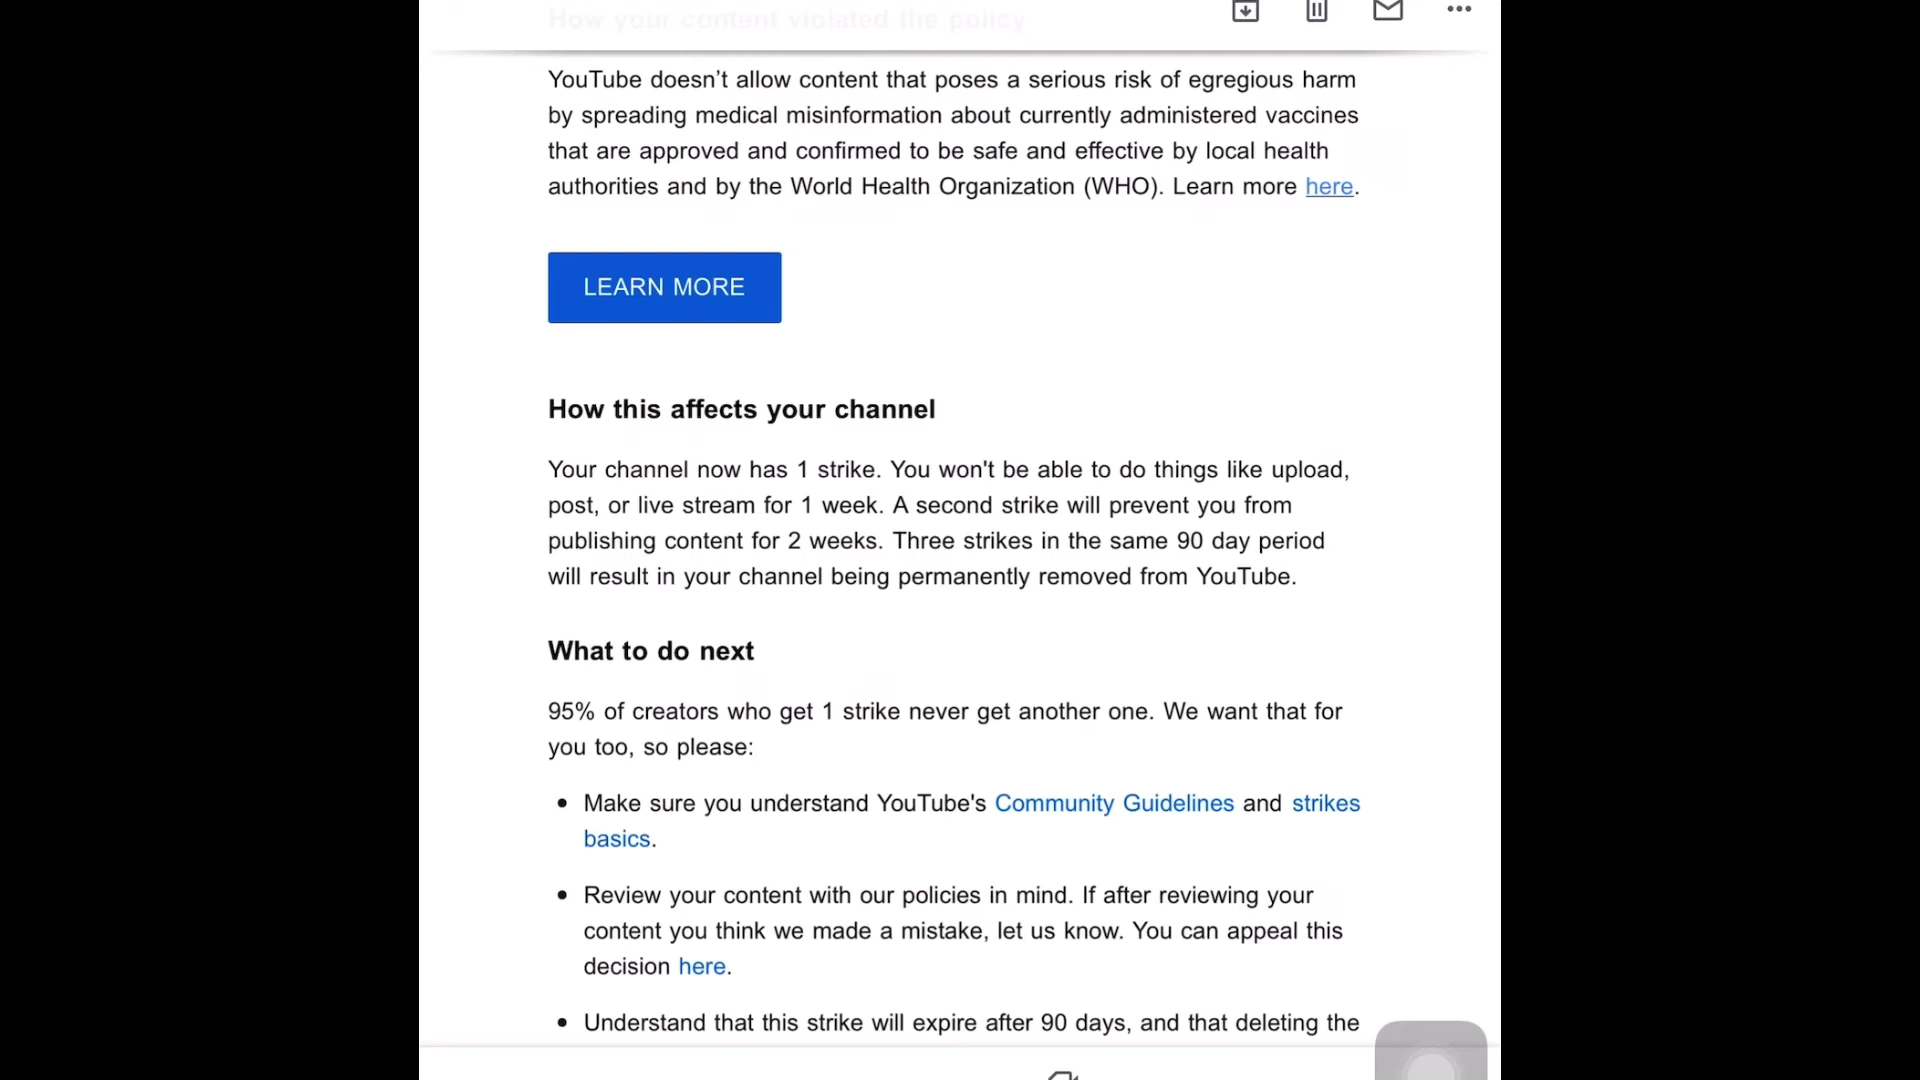 How your content violated the policy
YouTube doesn’t allow content that poses a serious risk of egregious harm
by spreading medical misinformation about currently administered vaccines
that are approved and confirmed to be safe and effective by local health
authorities and by the World Health Organization (WHO). Learn more here.
LEARN MORE
How this affects your channel
Your channel now has 1 strike. You won't be able to do things like upload,
post, or live stream for 1 week. A second strike will prevent you from
publishing content for 2 weeks. Three strikes in the same 90 day period
will result in your channel being permanently removed from YouTube.
What to do next
95% of creators who get 1 strike never get another one. We want that for
you too, so please:
• Make sure you understand YouTube's Community Guidelines and strikes
basics.
• Review your content with our policies in mind. If after reviewing your
content you think we made a mistake, let us know. You can appeal this
decision here.
• Understand that this strike will expire after 90 days, and that deleting the